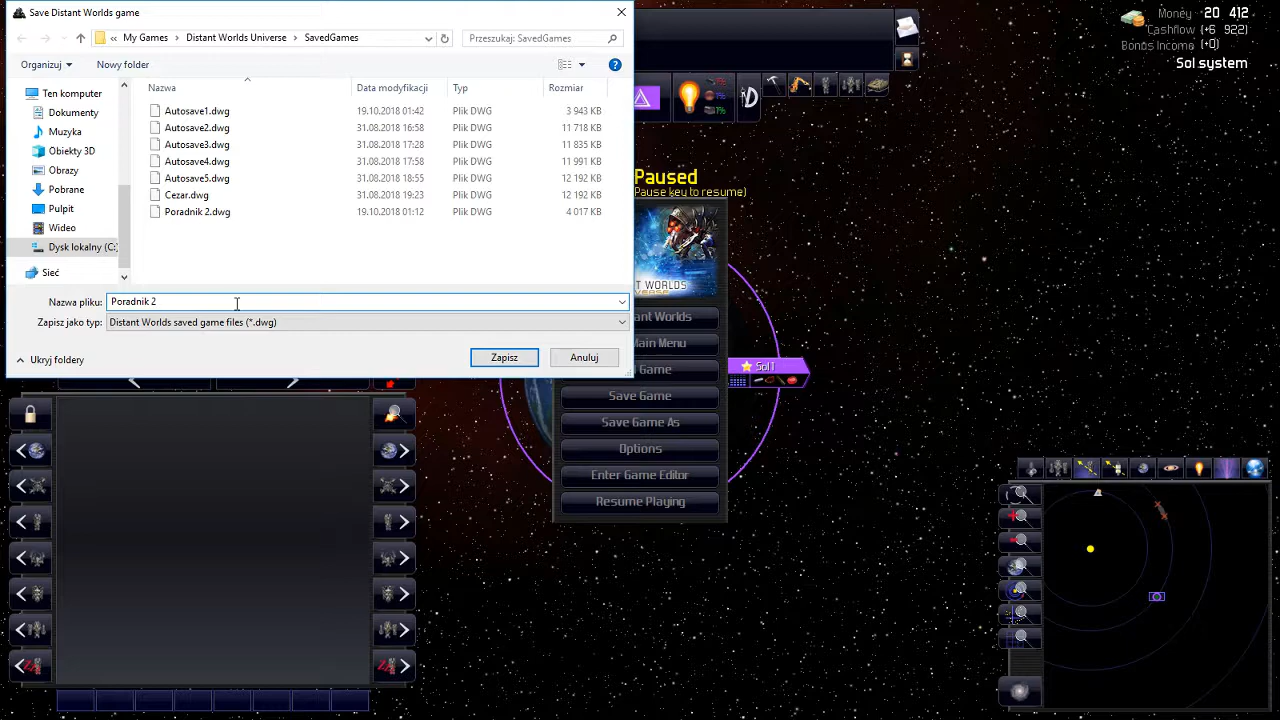 Save Distant Worlds game
« My Games > Distant Worlds Universe > SavedGames
Przeszukaj: SavedGames
Organizuj
New folder
Ten komputer
Dokumenty
Muzyka
Obiekty 3D
Obrazy
Pobrane
Pulpit
Wideo
Dysk lokalny (C:
Sieć
Nazwa Data modyfikacji Typ Rozmiar
Autosave1.dwg 19.10.2018 01:42 Plik DWG 3 943 KB
Autosave2.dwg 31.08.2018 16:58 Plik DWG 11 718 KB
Autosave3.dwg 31.08.2018 17:28 Plik DWG 11 835 KB
Autosave4.dwg 31.08.2018 17:58 Plik DWG 11 991 KB
Autosave5.dwg 31.08.2018 18:55 Plik DWG 12 192 KB
Cezar.dwg 31.08.2018 19:23 Plik DWG 12 192 KB
Poradnik 2.dwg 19.10.2018 01:12 Plik DWG 4 017 KB
Nazwa pliku: Poradnik 2
Zapisz jako typ: Distant Worlds saved game files (*.dwg)
Ukryj foldery
Zapisz
Anuluj
Money 20 412
Cashflow (+6 922)
Bonus Income (+0)
Sol system
Paused
Pause key to resume)
T WORLDS
tant Worlds
Main Menu
Game
Save Game
Save Game As
Options
Enter Game Editor
Resume Playing